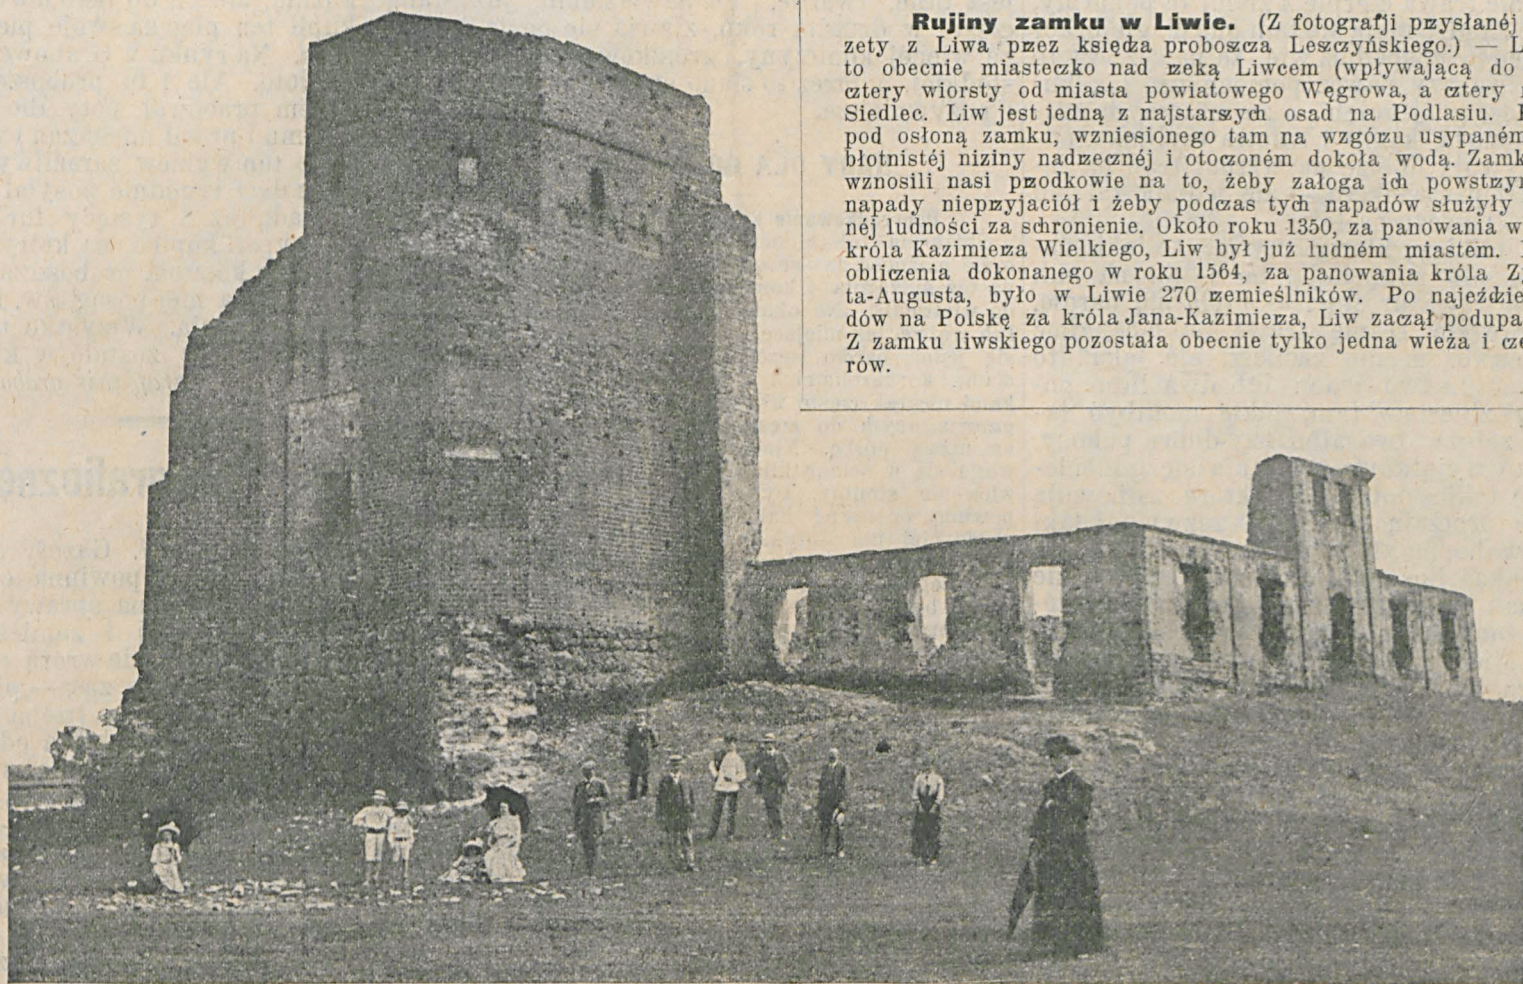 Rujiny zamku w Liwie. (Z fotografji przysłanéj
zety z Liwa przez księdza proboszcza Leszczyńskiego.) — L
to obecnie miasteczko nad rzeką Liwcem (wpływającą do
cztery wiorsty od miasta powiatowego Węgrowa, a cztery
Siedlec. Liw jest jedną z najstarszych osad na Podlasiu.
pod osłoną zamku, wzniesionego tam na wzgórzu usypaném
błotnistéj niziny nadrzecznéj i otoczoném dokoła wodą. Zamk
wznosili nasi przodkowie na to, żeby załoga ich powstrzym
napady nieprzyjaciół i żeby podczas tych napadów służyły
néj ludności za schronienie. Około roku 1350, za panowania w
króla Kazimierza Wielkiego, Liw był już ludném miastem.
obliczenia dokonanego w roku 1564, za panowania króla Zy
ta-Augusta, było w Liwie 270 rzemieślników. Po najeździe
dów na Polskę za króla Jana-Kazimierza, Liw zaczął podupa
Z zamku liwskiego pozostała obecnie tylko jedna wieża i czę
rów.